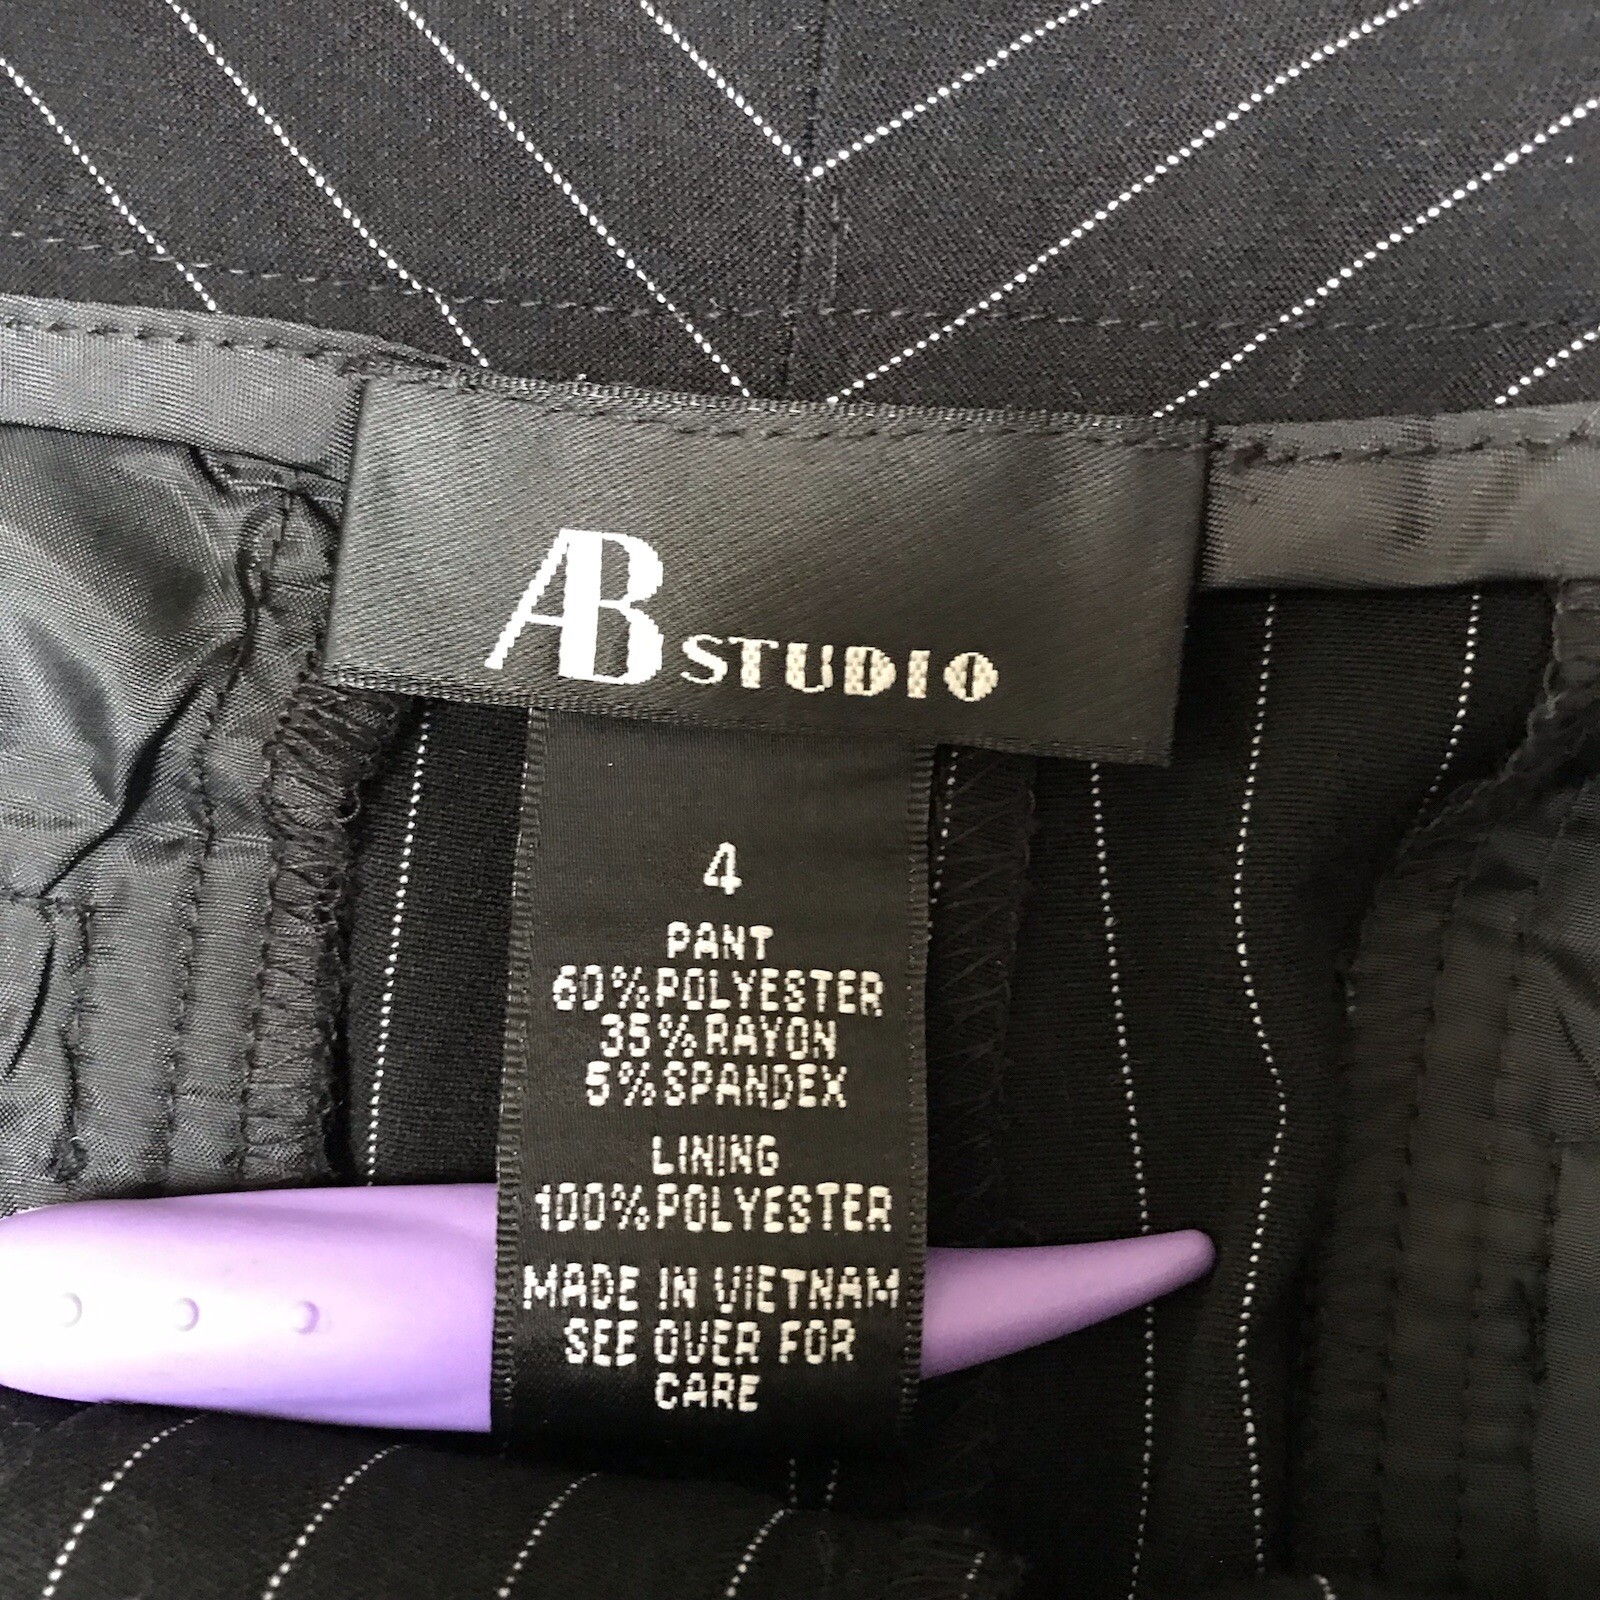 AB STUDIO
4
PANT
60%POLYESTER
35%RAYON
5%SPANDEX
LINING
100%POLYESTER
MADE IN VIETNAM
SEE OVER FOR
CARE